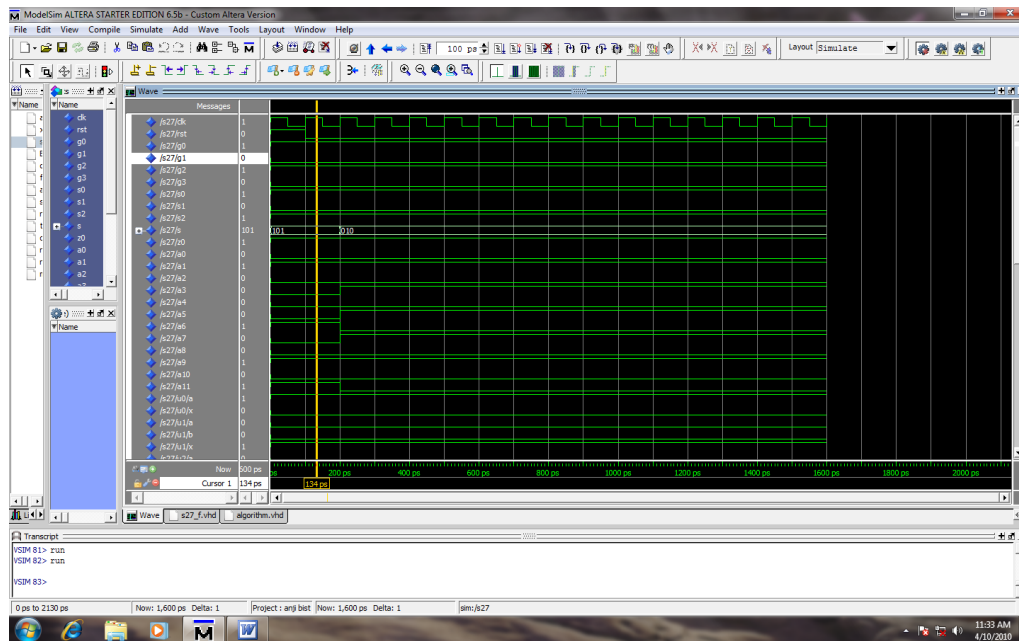 ModelSim ALTERA STARTER EDITION 6.5b - Custom Altera Version
File Edit View Compile Simulate Add Wave Tools Layout Window Help
100 ps
Layout Simulate
Wave
Name
Name
Messages
clk
rst
g0
g1
g2
g3
s0
s1
s2
s
z0
a0
a1
a2
Name
/s27/clk 1
/s27/rst 0
/s27/g0 1
/s27/g1 0
/s27/g2 1
/s27/g3 0
/s27/s0 1
/s27/s1 0
/s27/s2 1
/s27/s 101 101 010
/s27/z0 1
/s27/a0 0
/s27/a1 1
/s27/a2 0
/s27/a3 0
/s27/a4 0
/s27/a5 0
/s27/a6 1
/s27/a7 0
/s27/a8 0
/s27/a9 1
/s27/a10 0
/s27/a11 1
/s27/u0/a 1
/s27/u0/x 0
/s27/u1/a 0
/s27/u1/b 0
/s27/u1/x 1
Now 500 ps ps 200 ps 400 ps 600 ps 800 ps 1000 ps 1200 ps 1400 ps 1600 ps 1800 ps 2000 ps
Cursor 1 134 ps 134 ps
Wave s27_f.vhd algorithm.vhd
Transcript
VSIM 81> run
VSIM 82> run
VSIM 83>
0 ps to 2130 ps Now: 1,600 ps Delta: 1 Project : anji bist Now: 1,600 ps Delta: 1 sim:/s27
11:33 AM
4/10/2010